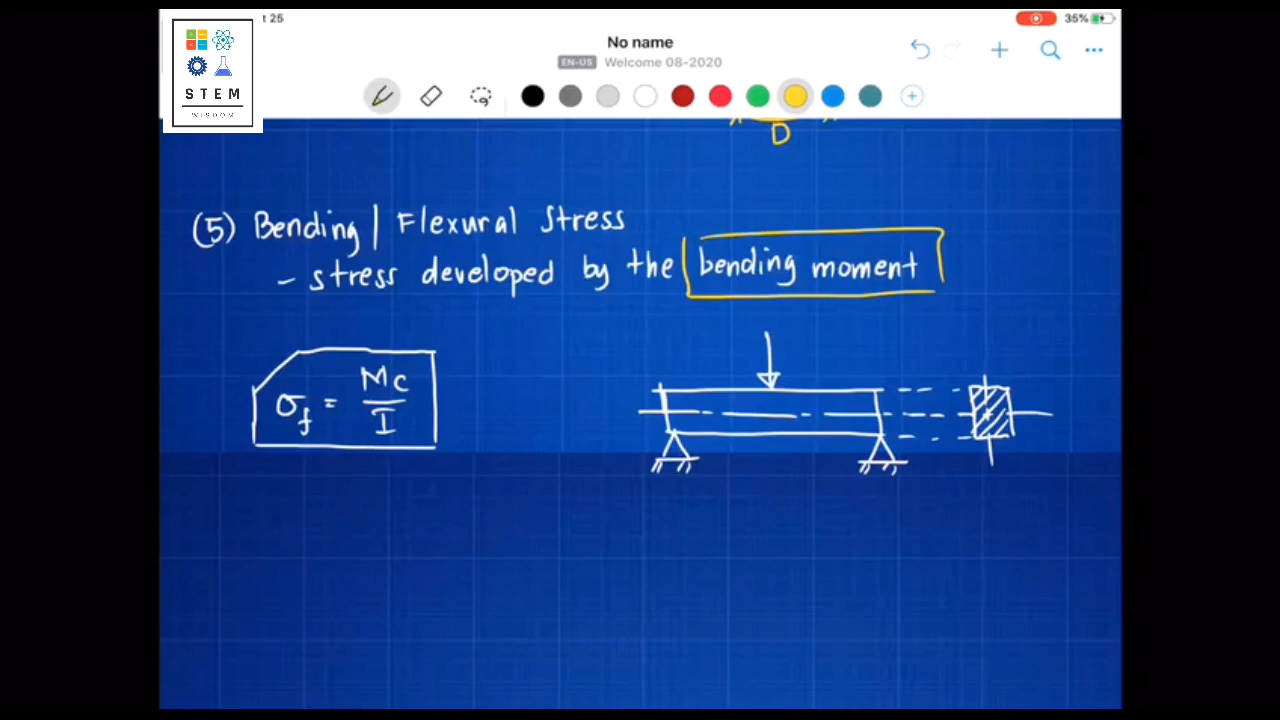 t 25
35%
No name
EN-US Welcome 08-2020
STEM
WISDOM
D
(5) Bending | Flexural Stress
- stress developed by the bending moment
σf = Mc / I